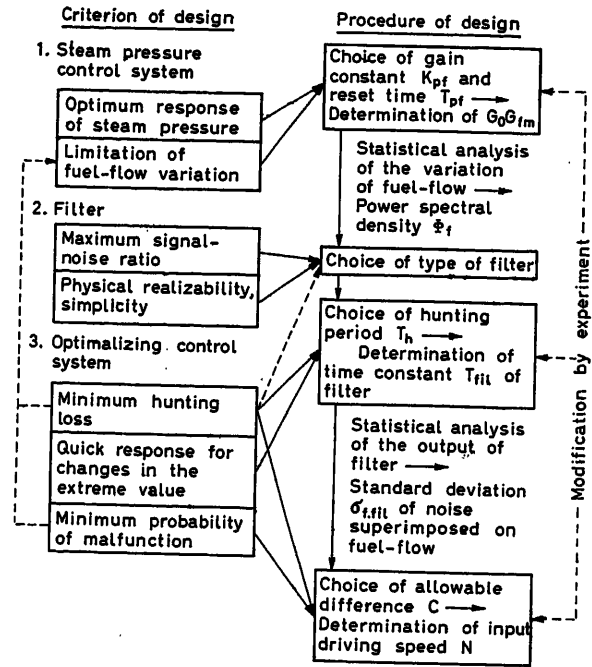 Criterion of design
1. Steam pressure
control system
Optimum response
of steam pressure
Limitation of
fuel-flow variation
2. Filter
Maximum signal-
noise ratio
Physical realizability,
simplicity
3. Optimalizing control
system
Minimum hunting
loss
Quick response for
changes in the
extreme value
Minimum probability
of malfunction
Procedure of design
Choice of gain
constant Kpf and
reset time Tpf →
Determination of G0Gfm
Statistical analysis
of the variation
of fuel-flow →
Power spectral
density Φf
Choice of type of filter
Choice of hunting
period Th →
Determination of
time constant Tfil of
filter
Statistical analysis
of the output of
filter →
Standard deviation
σf.fil of noise
superimposed on
fuel-flow
Choice of allowable
difference C →
Determination of input
driving speed N
Modification by experiment